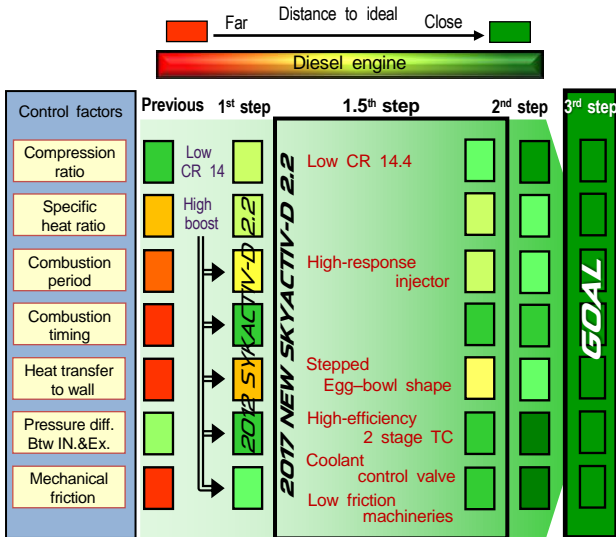 Distance to ideal
Far
Close
Diesel engine
Control factors
Previous
1st step
1.5th step
2nd step
3rd step
Compression
ratio
Low
CR 14
Low CR 14.4
Specific
heat ratio
High
boost
Combustion
period
High-response
injector
Combustion
timing
Heat transfer
to wall
Stepped
Egg–bowl shape
Pressure diff.
Btw IN.&Ex.
High-efficiency
2 stage TC
Mechanical
friction
Coolant
control valve
Low friction
machineries
2012 SYKACTIV-D 2.2
2017 NEW SKYACTIV-D 2.2
GOAL